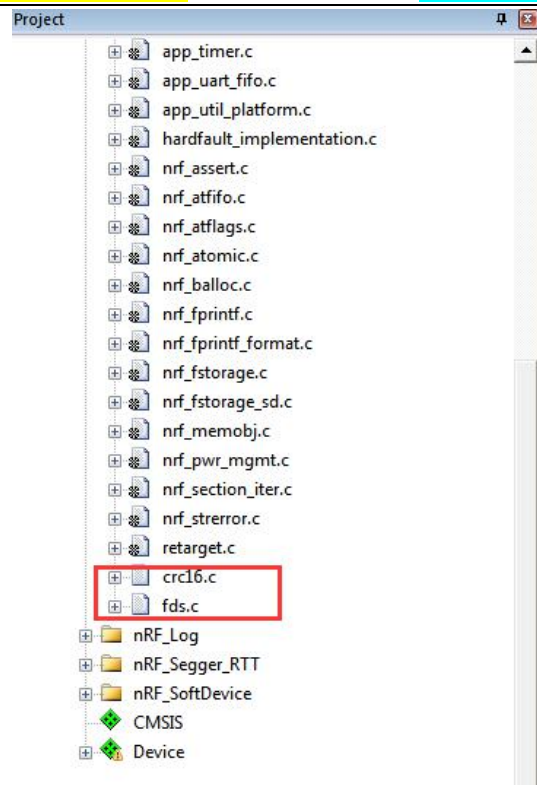 Project
app_timer.c
app_uart_fifo.c
app_util_platform.c
hardfault_implementation.c
nrf_assert.c
nrf_atfifo.c
nrf_atflags.c
nrf_atomic.c
nrf_balloc.c
nrf_fprintf.c
nrf_fprintf_format.c
nrf_fstorage.c
nrf_fstorage_sd.c
nrf_memobj.c
nrf_pwr_mgmt.c
nrf_section_iter.c
nrf_strerror.c
retarget.c
crc16.c
fds.c
nRF_Log
nRF_Segger_RTT
nRF_SoftDevice
CMSIS
Device